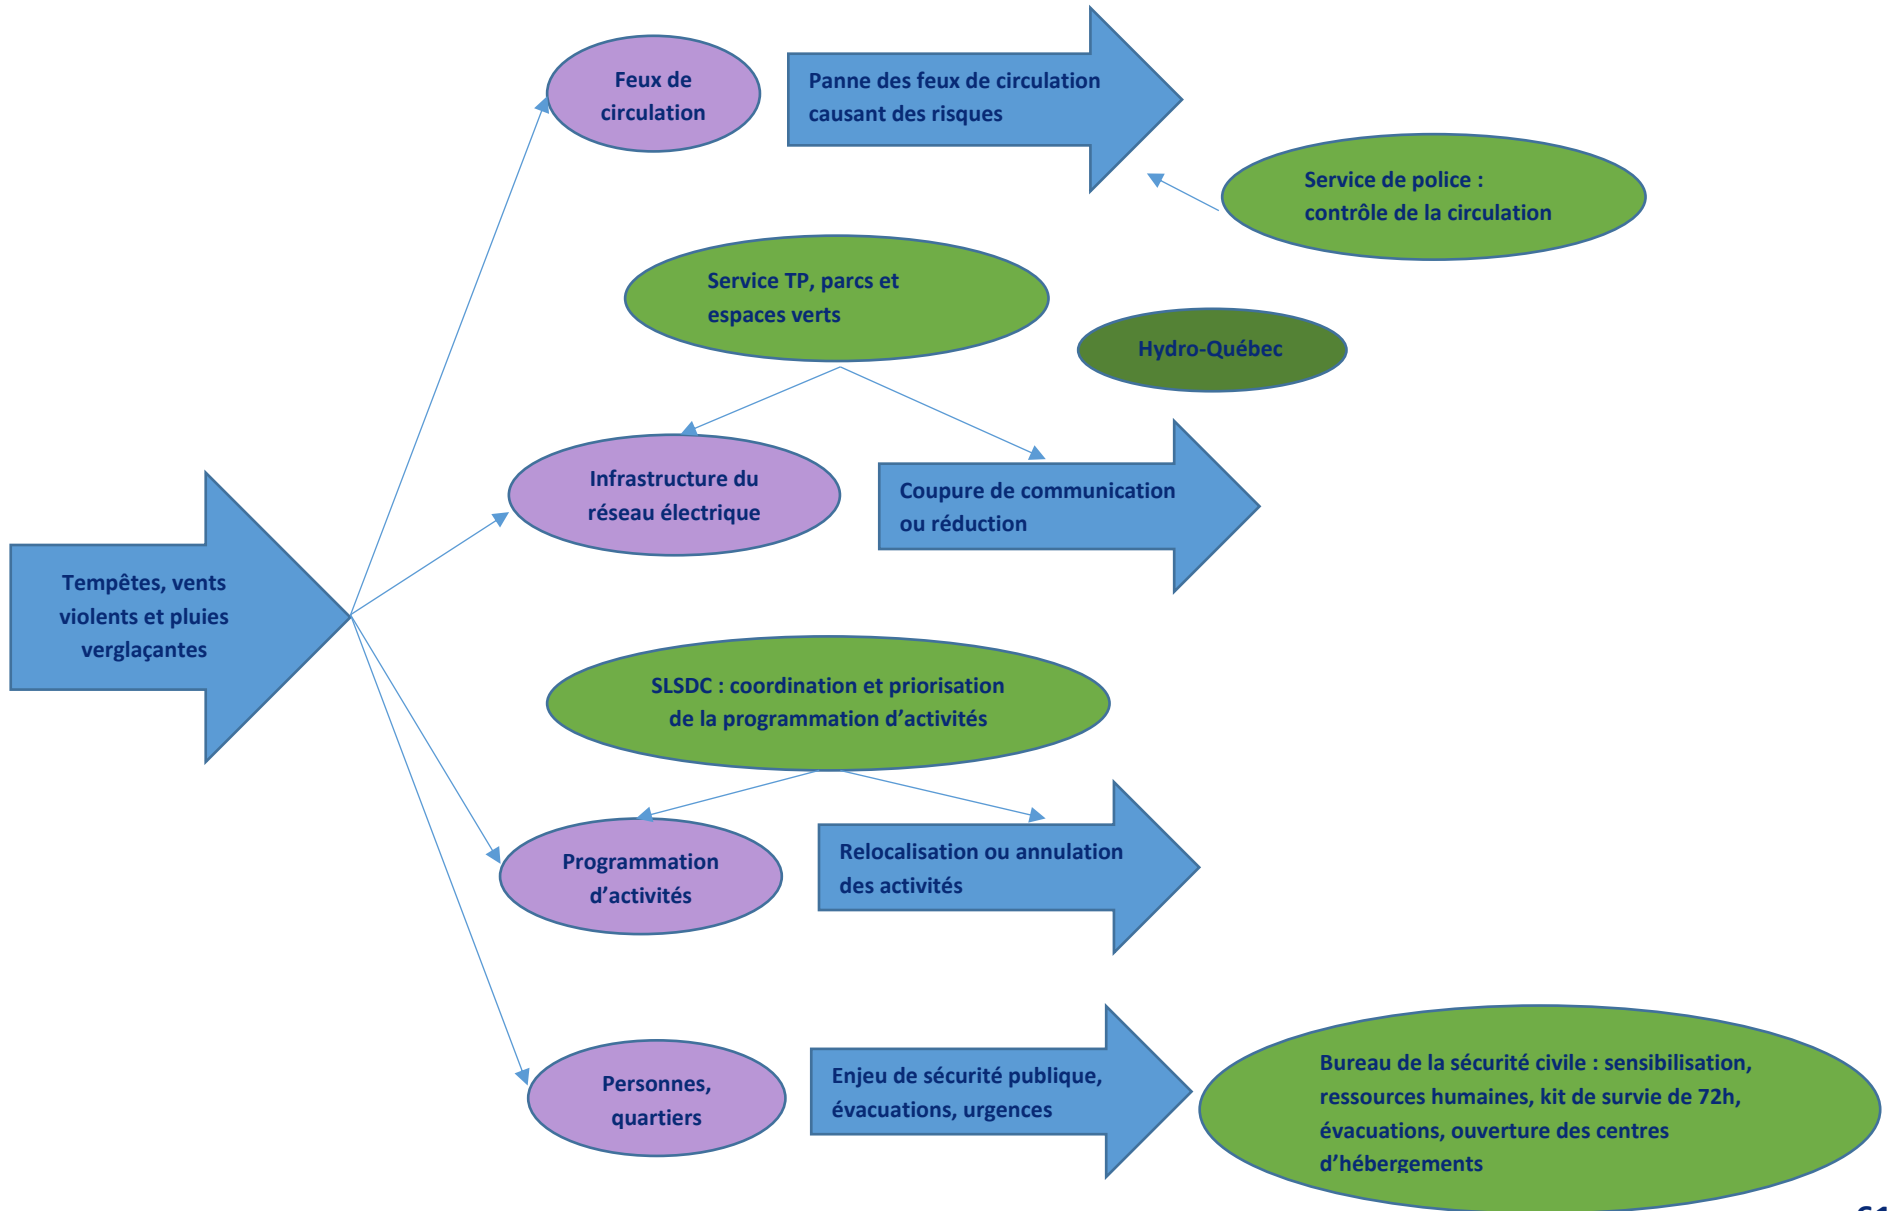 Feux de
circulation
Panne des feux de circulation
causant des risques
Service de police :
contrôle de la circulation
Service TP, parcs et
espaces verts
Hydro-Québec
Infrastructure du
réseau électrique
Coupure de communication
ou réduction
Tempêtes, vents
violents et pluies
verglaçantes
SLSDC : coordination et priorisation
de la programmation d’activités
Programmation
d’activités
Relocalisation ou annulation
des activités
Personnes,
quartiers
Enjeu de sécurité publique,
évacuations, urgences
Bureau de la sécurité civile : sensibilisation,
ressources humaines, kit de survie de 72h,
évacuations, ouverture des centres
d’hébergements